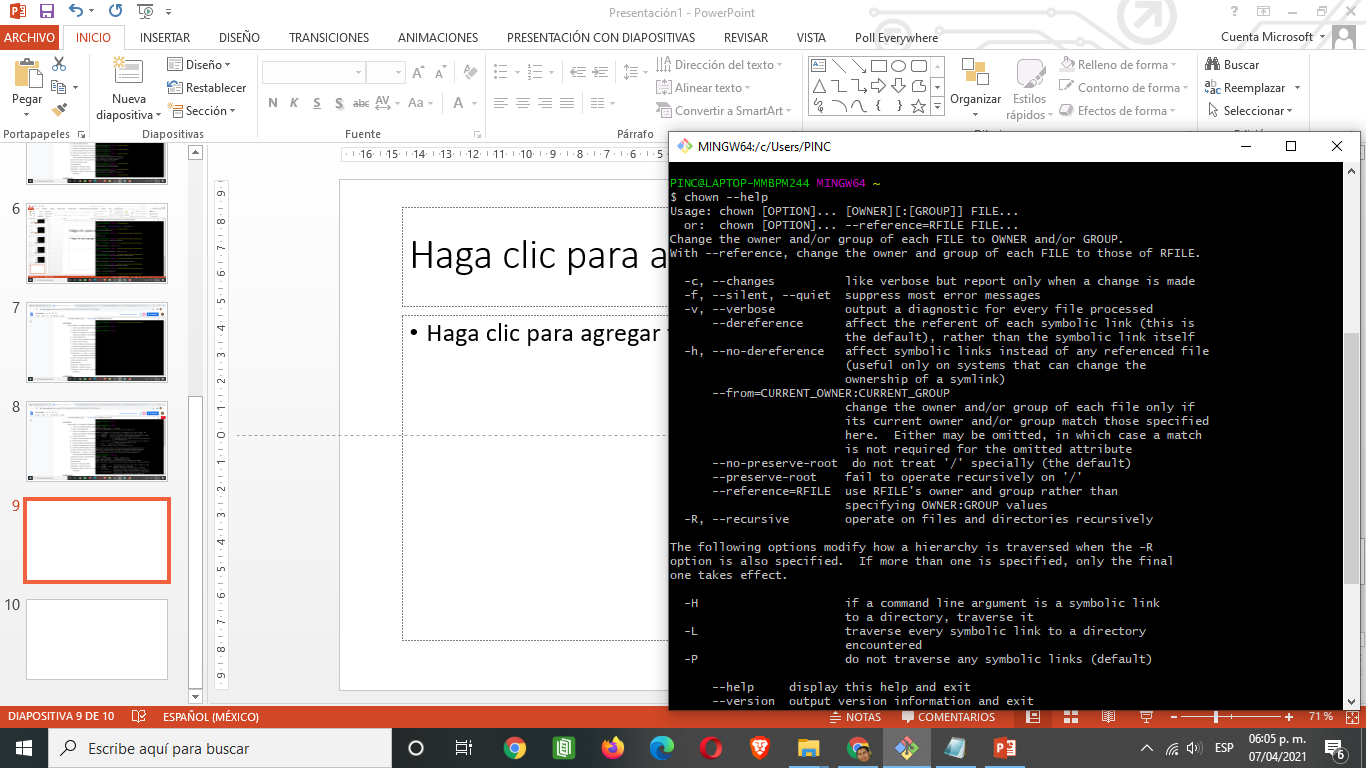 Presentación1 - PowerPoint
ARCHIVO INICIO INSERTAR DISEÑO TRANSICIONES ANIMACIONES PRESENTACIÓN CON DIAPOSITIVAS REVISAR VISTA Poll Everywhere Cuenta Microsoft
Pegar
Nueva diapositiva
Diseño
Restablecer
Sección
N K S S abc AV Aa A
Dirección del texto
Alinear texto
Convertir a SmartArt
Organizar
Estilos rápidos
Relleno de forma
Contorno de forma
Efectos de forma
Buscar
Reemplazar
Seleccionar
Portapapeles Diapositivas Fuente Párrafo
6
7
8
9
10
Haga clic para a
• Haga clic para agregar
MINGW64:/c/Users/PINC
PINC@LAPTOP-MMBPM244 MINGW64 ~
$ chown --help
Usage: chown [OPTION]... [OWNER][:[GROUP]] FILE...
or: chown [OPTION]... --reference=RFILE FILE...
Change the owner and/or group of each FILE to OWNER and/or GROUP.
With --reference, change the owner and group of each FILE to those of RFILE.
-c, --changes like verbose but report only when a change is made
-f, --silent, --quiet suppress most error messages
-v, --verbose output a diagnostic for every file processed
--dereference affect the referent of each symbolic link (this is
the default), rather than the symbolic link itself
-h, --no-dereference affect symbolic links instead of any referenced file
(useful only on systems that can change the
ownership of a symlink)
--from=CURRENT_OWNER:CURRENT_GROUP
change the owner and/or group of each file only if
its current owner and/or group match those specified
here. Either may be omitted, in which case a match
is not required for the omitted attribute
--no-preserve-root do not treat '/' specially (the default)
--preserve-root fail to operate recursively on '/'
--reference=RFILE use RFILE's owner and group rather than
specifying OWNER:GROUP values
-R, --recursive operate on files and directories recursively
The following options modify how a hierarchy is traversed when the -R
option is also specified. If more than one is specified, only the final
one takes effect.
-H if a command line argument is a symbolic link
to a directory, traverse it
-L traverse every symbolic link to a directory
encountered
-P do not traverse any symbolic links (default)
--help display this help and exit
--version output version information and exit
DIAPOSITIVA 9 DE 10 ESPAÑOL (MÉXICO) NOTAS COMENTARIOS 71 %
Escribe aquí para buscar
ESP
06:05 p. m.
07/04/2021
6